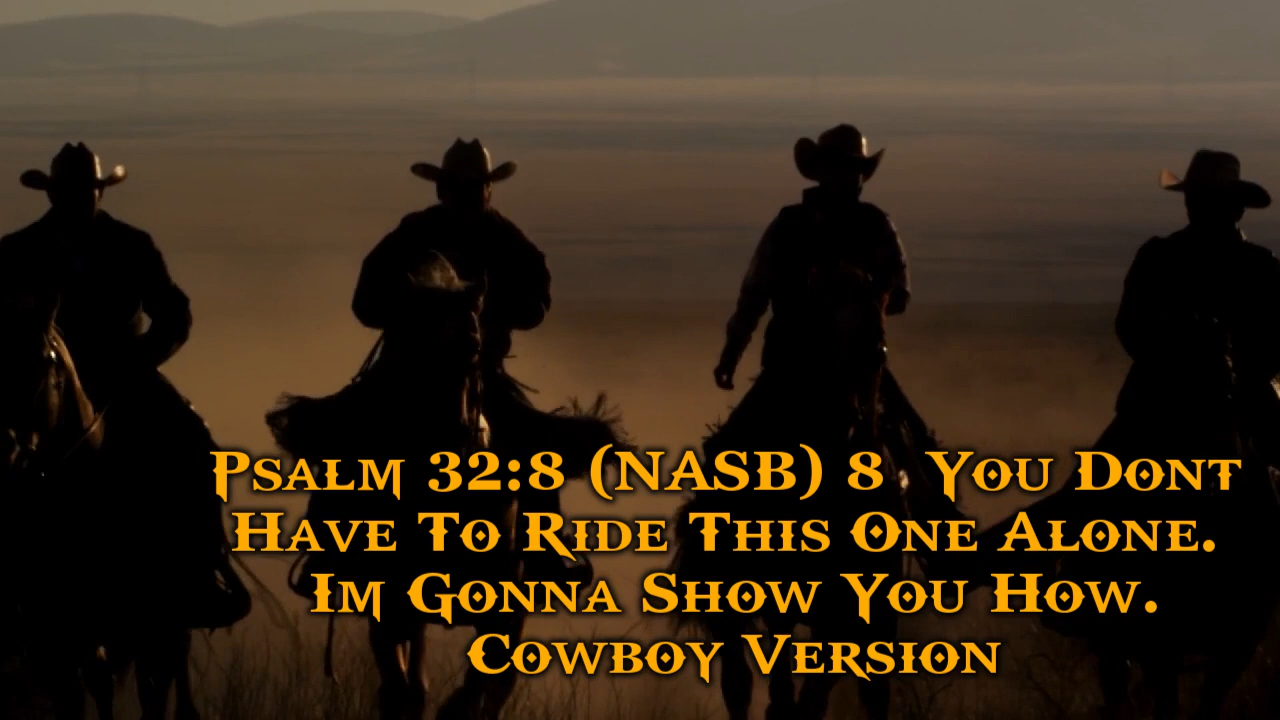 Psalm 32:8 (NASB) 8 You Dont
Have To Ride This One Alone.
Im Gonna Show You How.
Cowboy Version